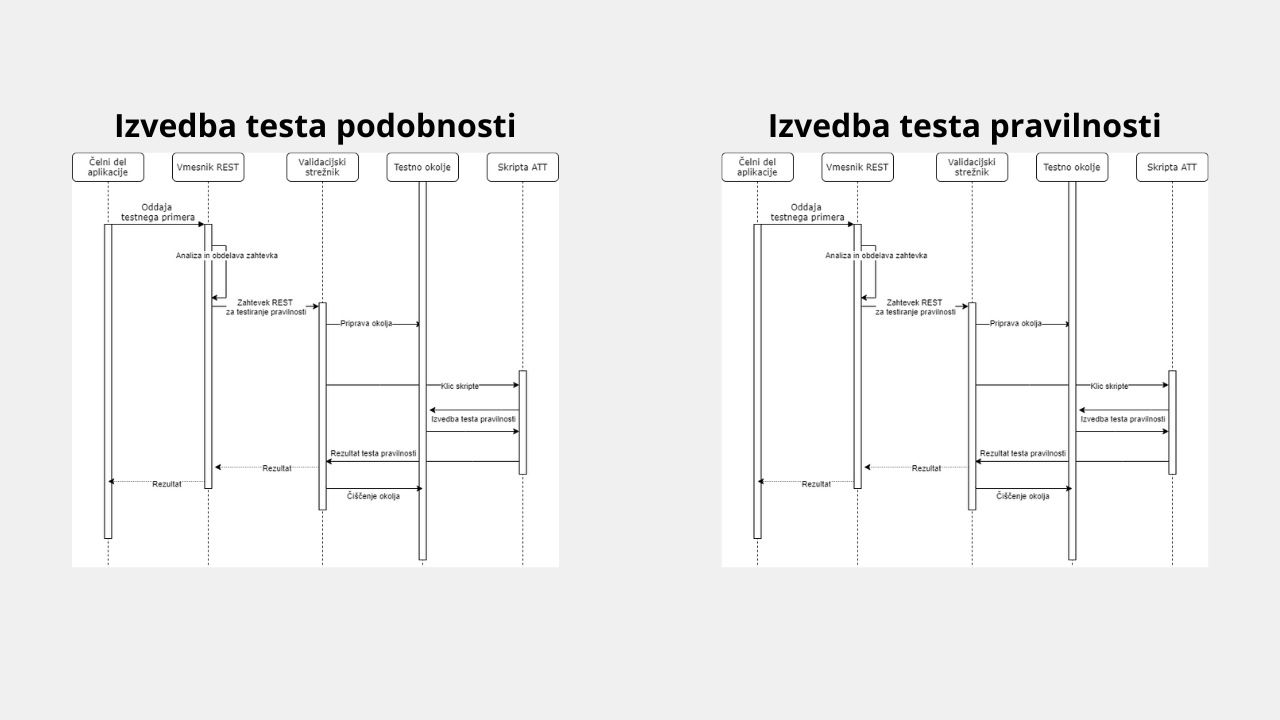 Izvedba testa podobnosti
Čelni del
aplikacije
Vmesnik REST
Validacijski
strežnik
Testno okolje
Skripta ATT
Oddaja
testnega primera
Analiza in obdelava zahtevka
Zahtevek REST
za testiranje pravilnosti
Priprava okolja
Klic skripte
Izvedba testa pravilnosti
Rezultat testa pravilnosti
Rezultat
Rezultat
Čiščenje okolja
Izvedba testa pravilnosti
Čelni del
aplikacije
Vmesnik REST
Validacijski
strežnik
Testno okolje
Skripta ATT
Oddaja
testnega primera
Analiza in obdelava zahtevka
Zahtevek REST
za testiranje pravilnosti
Priprava okolja
Klic skripte
Izvedba testa pravilnosti
Rezultat testa pravilnosti
Rezultat
Rezultat
Čiščenje okolja